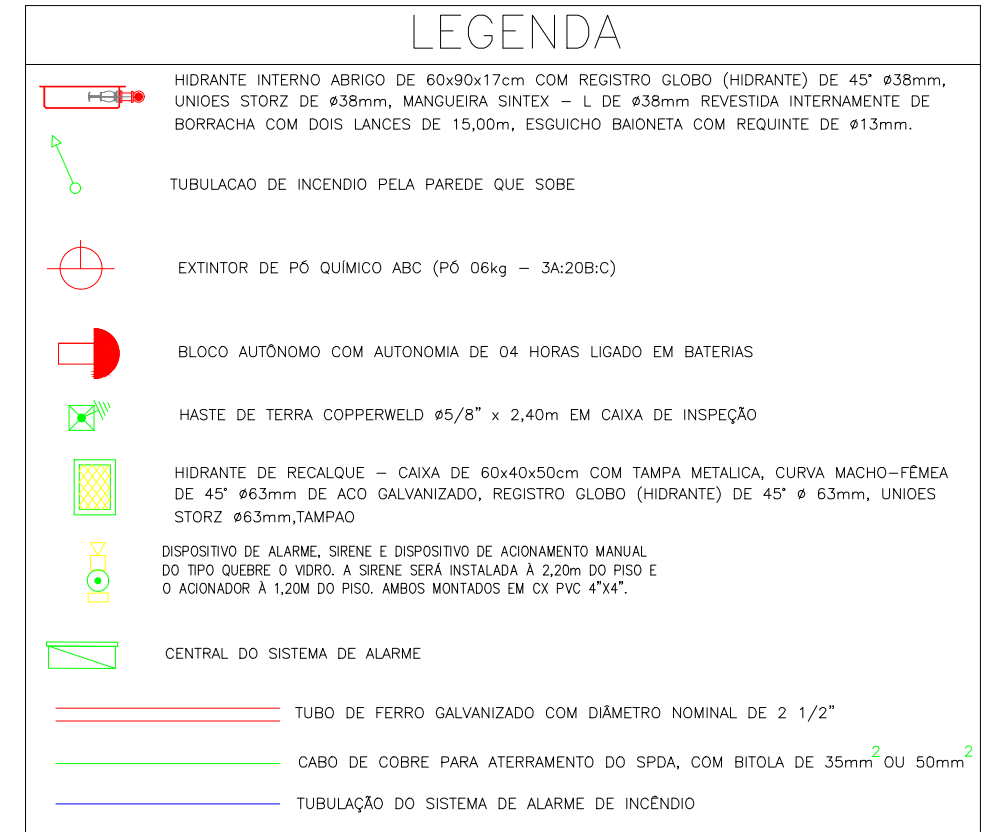 LEGENDA
HIDRANTE INTERNO ABRIGO DE 60x90x17cm COM REGISTRO GLOBO (HIDRANTE) DE 45° ø38mm,
UNIOES STORZ DE ø38mm, MANGUEIRA SINTEX - L DE ø38mm REVESTIDA INTERNAMENTE DE
BORRACHA COM DOIS LANCES DE 15,00m, ESGUICHO BAIONETA COM REQUINTE DE ø13mm.
TUBULACAO DE INCENDIO PELA PAREDE QUE SOBE
EXTINTOR DE PÓ QUÍMICO ABC (PÓ 06kg - 3A:20B:C)
BLOCO AUTÔNOMO COM AUTONOMIA DE 04 HORAS LIGADO EM BATERIAS
HASTE DE TERRA COPPERWELD ø5/8" x 2,40m EM CAIXA DE INSPEÇÃO
HIDRANTE DE RECALQUE - CAIXA DE 60x40x50cm COM TAMPA METALICA, CURVA MACHO-FÊMEA
DE 45° ø63mm DE ACO GALVANIZADO, REGISTRO GLOBO (HIDRANTE) DE 45° ø 63mm, UNIOES
STORZ ø63mm,TAMPAO
DISPOSITIVO DE ALARME, SIRENE E DISPOSITIVO DE ACIONAMENTO MANUAL
DO TIPO QUEBRE O VIDRO. A SIRENE SERÁ INSTALADA À 2,20m DO PISO E
O ACIONADOR À 1,20M DO PISO. AMBOS MONTADOS EM CX PVC 4"X4".
CENTRAL DO SISTEMA DE ALARME
TUBO DE FERRO GALVANIZADO COM DIÂMETRO NOMINAL DE 2 1/2"
CABO DE COBRE PARA ATERRAMENTO DO SPDA, COM BITOLA DE 35mm² OU 50mm²
TUBULAÇÃO DO SISTEMA DE ALARME DE INCÊNDIO